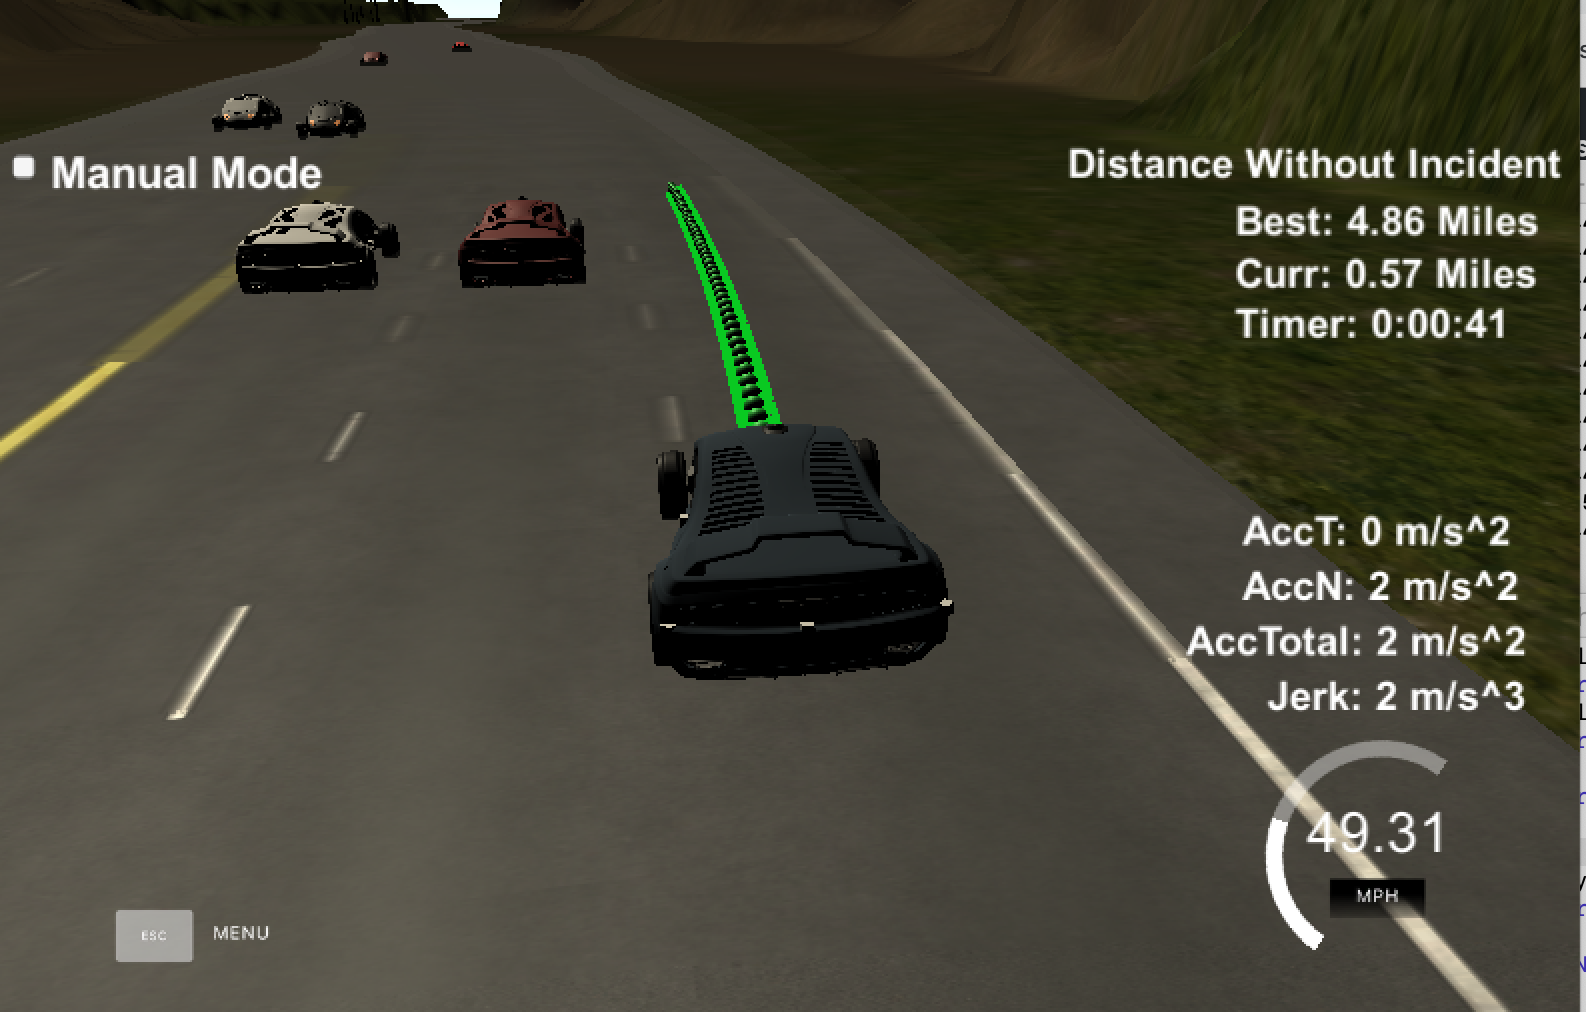 Manual Mode
Distance Without Incident
Best: 4.86 Miles
Curr: 0.57 Miles
Timer: 0:00:41
AccT: 0 m/s^2
AccN: 2 m/s^2
AccTotal: 2 m/s^2
Jerk: 2 m/s^3
49.31
MPH
ESC MENU